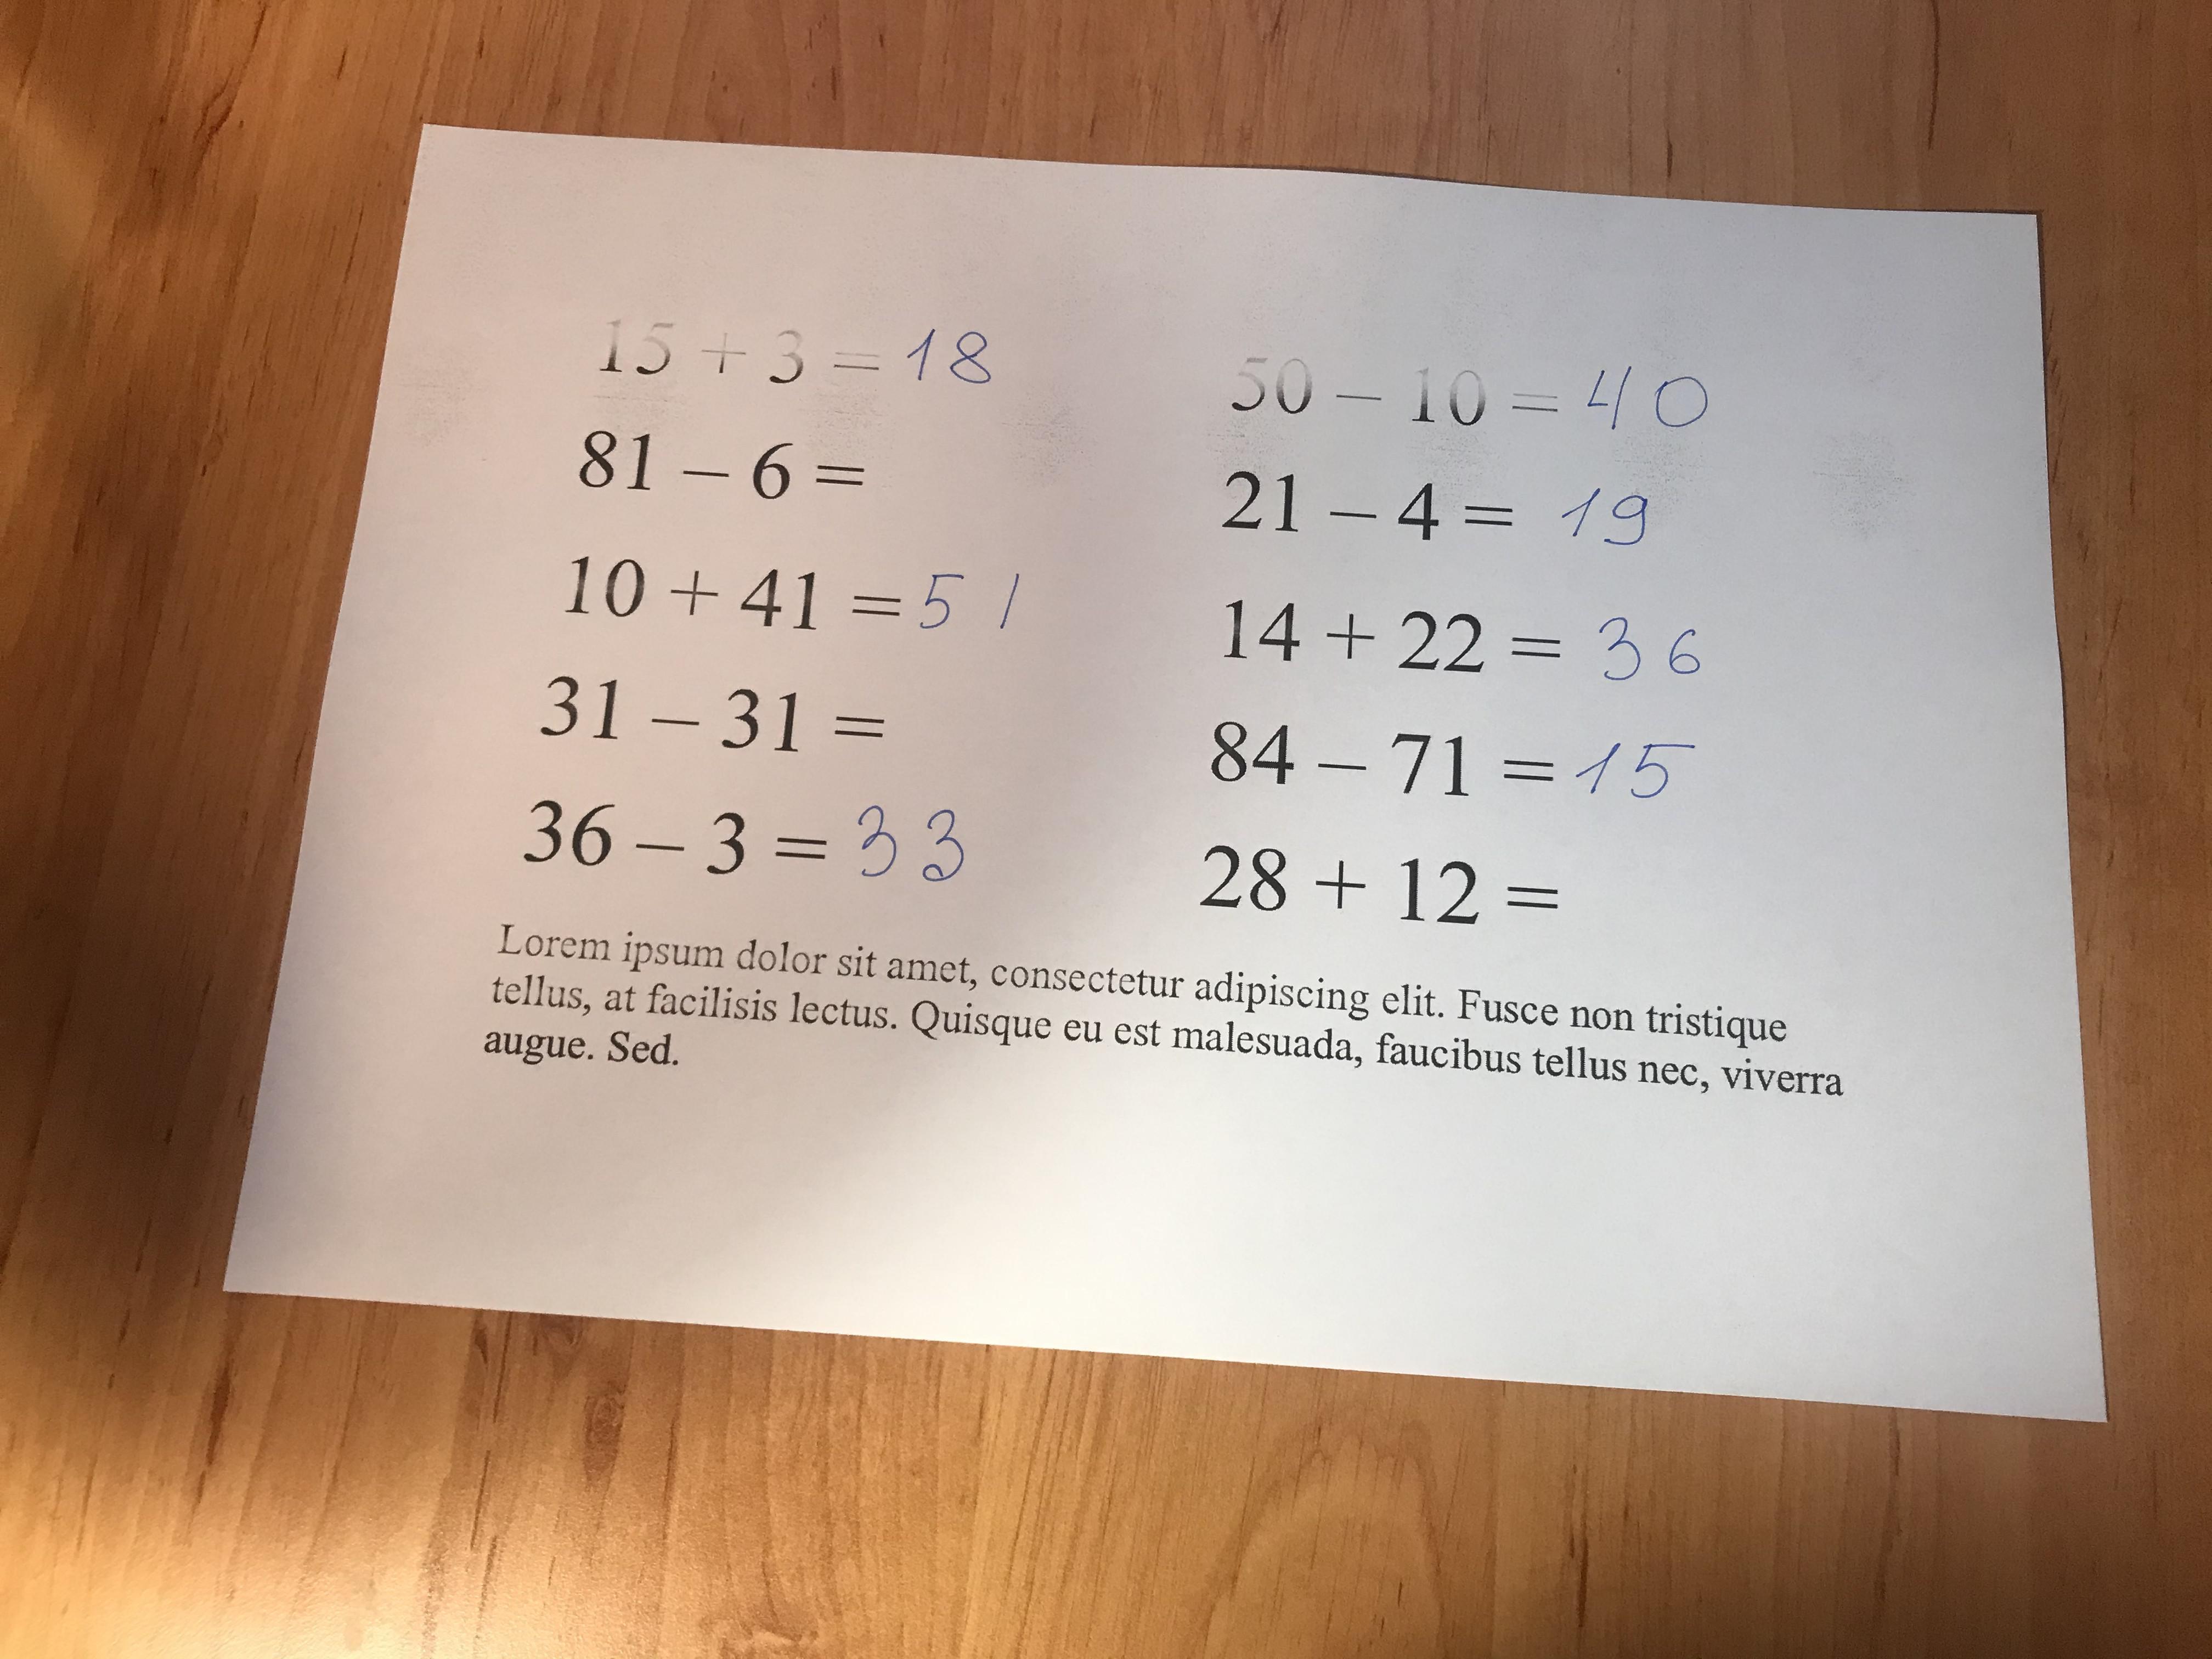 15 + 3 = 18
81 – 6 =
10 + 41 = 51
31 – 31 =
36 – 3 = 33
50 – 10 = 40
21 – 4 = 19
14 + 22 = 36
84 – 71 = 15
28 + 12 =
Lorem ipsum dolor sit amet, consectetur adipiscing elit. Fusce non tristique
tellus, at facilisis lectus. Quisque eu est malesuada, faucibus tellus nec, viverra
augue. Sed.